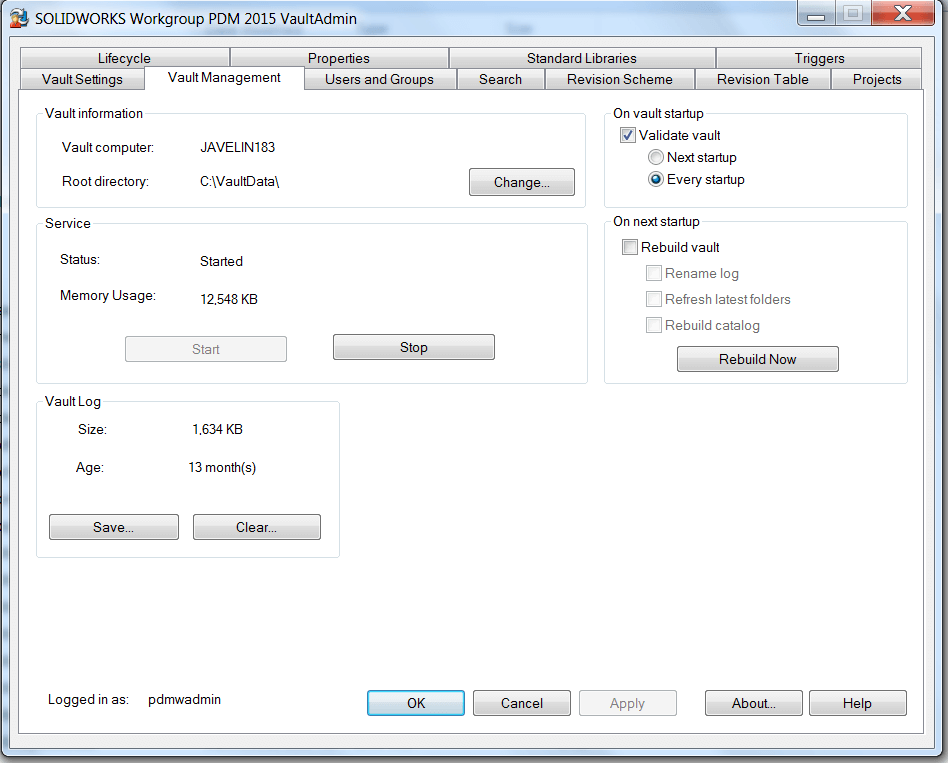 SOLIDWORKS Workgroup PDM 2015 VaultAdmin
Lifecycle Properties Standard Libraries Triggers
Vault Settings Vault Management Users and Groups Search Revision Scheme Revision Table Projects
Vault information
Vault computer: JAVELIN183
Root directory: C:\VaultData\ Change...
On vault startup
Validate vault
Next startup
Every startup
Service
Status: Started
Memory Usage: 12,548 KB
Start Stop
On next startup
Rebuild vault
Rename log
Refresh latest folders
Rebuild catalog
Rebuild Now
Vault Log
Size: 1,634 KB
Age: 13 month(s)
Save... Clear...
Logged in as: pdmwadmin OK Cancel Apply About... Help